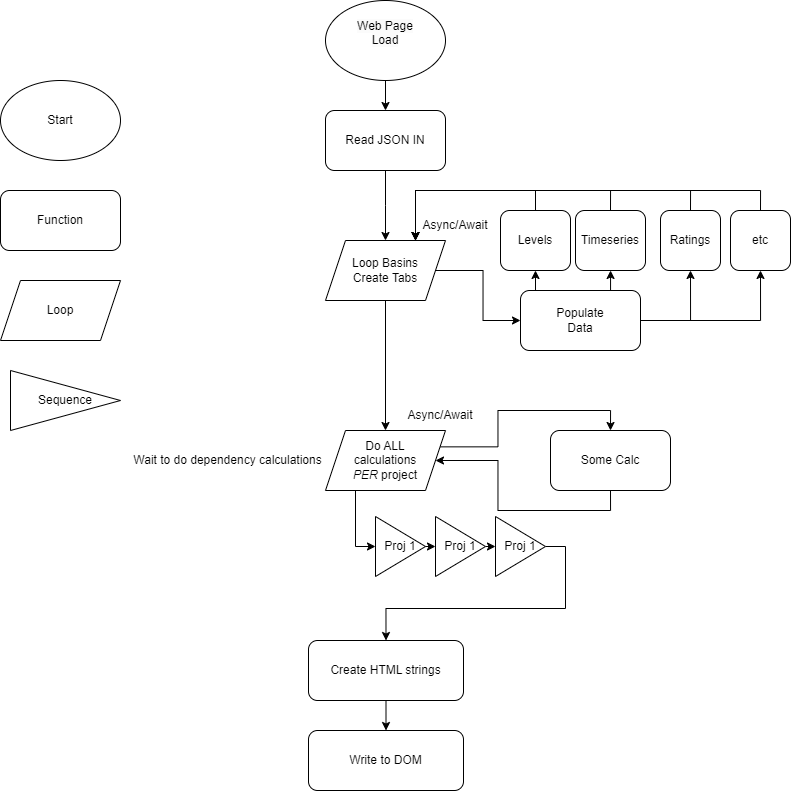 Web Page
Load
Start
Read JSON IN
Function
Async/Await
Levels
Timeseries
Ratings
etc
Loop Basins
Create Tabs
Loop
Populate
Data
Sequence
Async/Await
Wait to do dependency calculations
Do ALL
calculations
PER project
Some Calc
Proj 1
Proj 1
Proj 1
Create HTML strings
Write to DOM